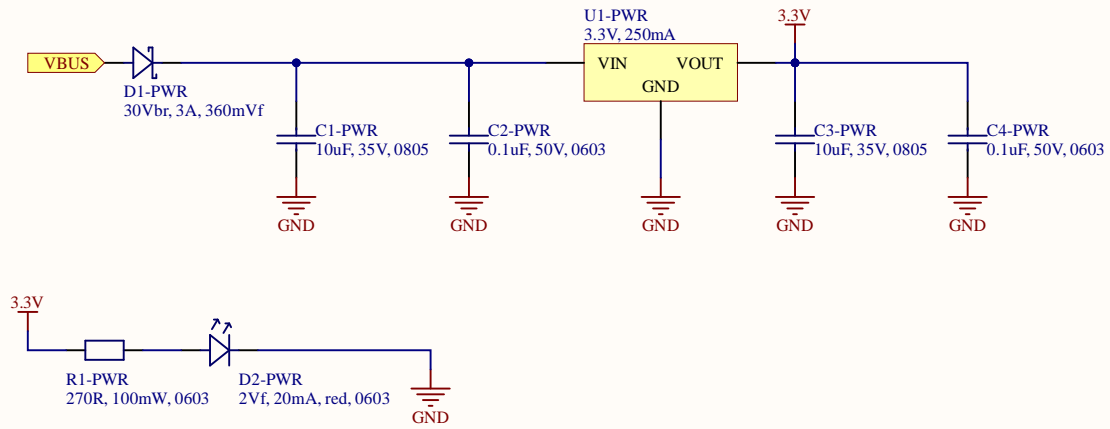 U1-PWR
3.3V, 250mA
3.3V
VBUS
VIN
VOUT
GND
D1-PWR
30Vbr, 3A, 360mVf
C1-PWR
10uF, 35V, 0805
C2-PWR
0.1uF, 50V, 0603
C3-PWR
10uF, 35V, 0805
C4-PWR
0.1uF, 50V, 0603
GND
GND
GND
GND
GND
3.3V
R1-PWR
270R, 100mW, 0603
D2-PWR
2Vf, 20mA, red, 0603
GND